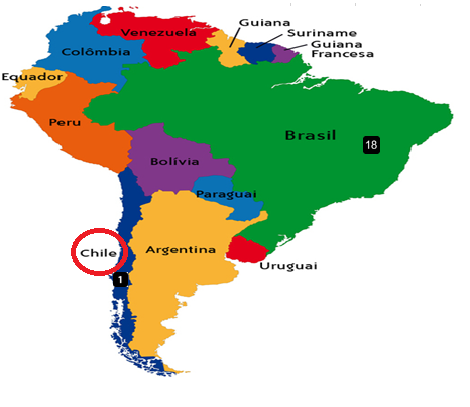 Guiana
Venezuela
Suriname
Guiana
Francesa
Colômbia
Equador
Peru
Brasil
18
Bolívia
Paraguai
Chile
Argentina
Uruguai
1